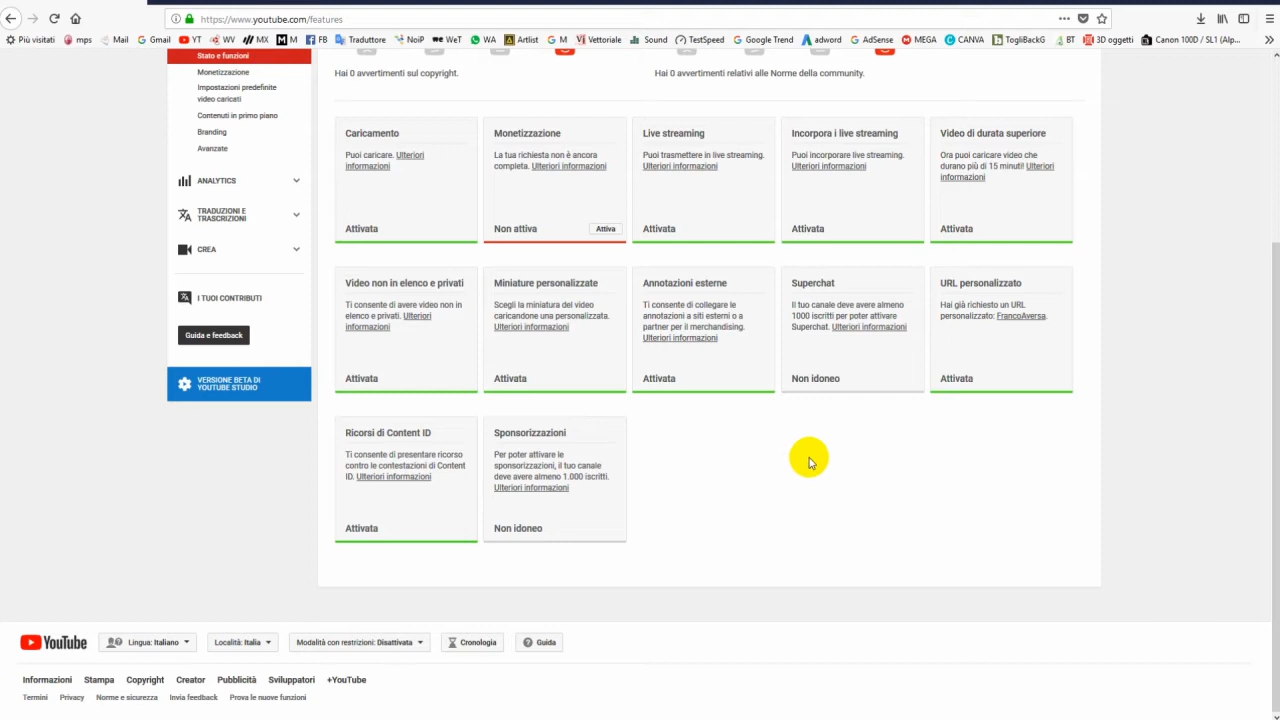 https://www.youtube.com/features
Più visitati mps Mail Gmail YT WV MX M FB Traduttore NoiP WeT WA Artlist M Vettoriale Sound TestSpeed Google Trend adword AdSense MEGA CANVA TogliBackG BT 3D oggetti Canon 100D / SL1 (Alp...
Stato e funzioni
Monetizzazione
Impostazioni predefinite
video caricati
Contenuti in primo piano
Branding
Avanzate
ANALYTICS
TRADUZIONI E
TRASCRIZIONI
CREA
I TUOI CONTRIBUTI
Guida e feedback
VERSIONE BETA DI
YOUTUBE STUDIO
Hai 0 avvertimenti sul copyright.
Hai 0 avvertimenti relativi alle Norme della community.
Caricamento
Puoi caricare. Ulteriori
informazioni
Attivata
Monetizzazione
La tua richiesta non è ancora
completa. Ulteriori informazioni
Non attiva Attiva
Live streaming
Puoi trasmettere in live streaming.
Ulteriori informazioni
Attivata
Incorpora i live streaming
Puoi incorporare live streaming.
Ulteriori informazioni
Attivata
Video di durata superiore
Ora puoi caricare video che
durano più di 15 minuti! Ulteriori
informazioni
Attivata
Video non in elenco e privati
Ti consente di avere video non in
elenco e privati. Ulteriori
informazioni
Attivata
Miniature personalizzate
Scegli la miniatura del video
caricandone una personalizzata.
Ulteriori informazioni
Attivata
Annotazioni esterne
Ti consente di collegare le
annotazioni a siti esterni o a
partner per il merchandising.
Ulteriori informazioni
Attivata
Superchat
Il tuo canale deve avere almeno
1000 iscritti per poter attivare
Superchat. Ulteriori informazioni
Non idoneo
URL personalizzato
Hai già richiesto un URL
personalizzato: FrancoAversa.
Attivata
Ricorsi di Content ID
Ti consente di presentare ricorso
contro le contestazioni di Content
ID. Ulteriori informazioni
Attivata
Sponsorizzazioni
Per poter attivare le
sponsorizzazioni, il tuo canale
deve avere almeno 1.000 iscritti.
Ulteriori informazioni
Non idoneo
YouTube Lingua: Italiano Località: Italia Modalità con restrizioni: Disattivata Cronologia Guida
Informazioni Stampa Copyright Creator Pubblicità Sviluppatori +YouTube
Termini Privacy Norme e sicurezza Invia feedback Prova le nuove funzioni